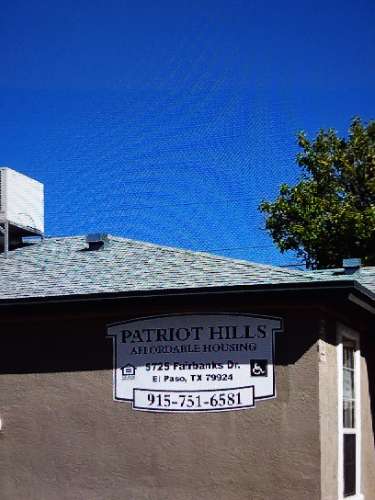 PATRIOT HILLS
AFFORDABLE HOUSING
5725 Fairbanks Dr.
El Paso, TX 79924
915-751-6581